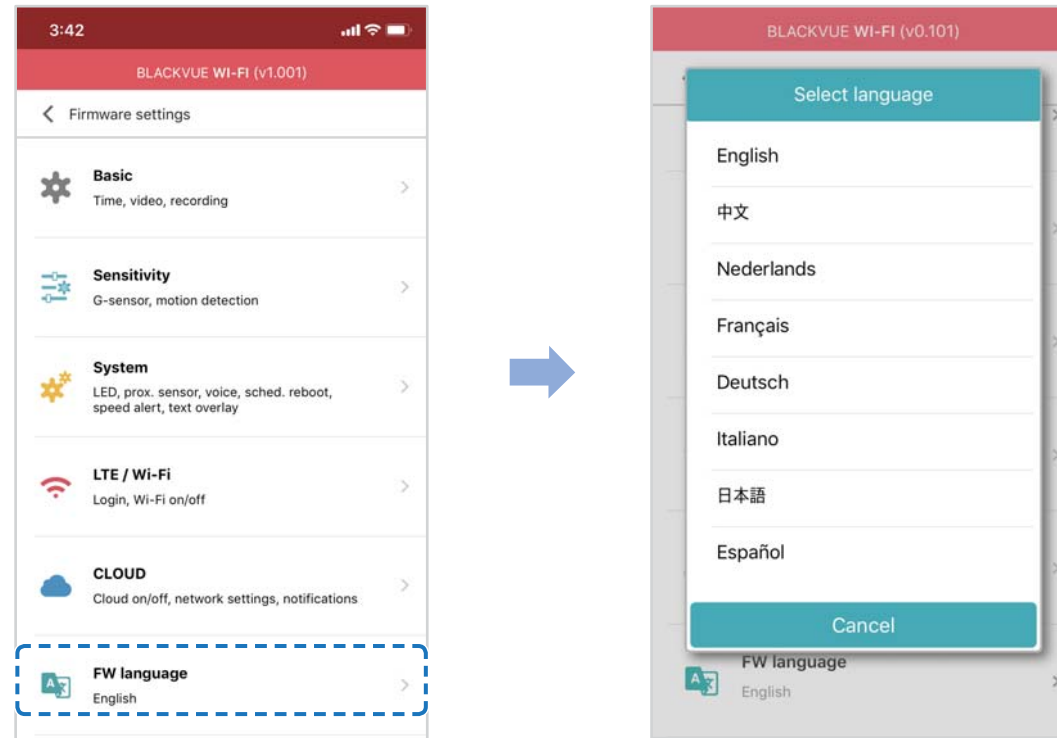 3:42
BLACKVUE WI-FI (v1.001)
Firmware settings
Basic
Time, video, recording
Sensitivity
G-sensor, motion detection
System
LED, prox. sensor, voice, sched. reboot,
speed alert, text overlay
LTE / Wi-Fi
Login, Wi-Fi on/off
CLOUD
Cloud on/off, network settings, notifications
FW language
English
BLACKVUE WI-FI (v0.101)
Select language
English
中文
Nederlands
Français
Deutsch
Italiano
日本語
Español
Cancel
FW language
English